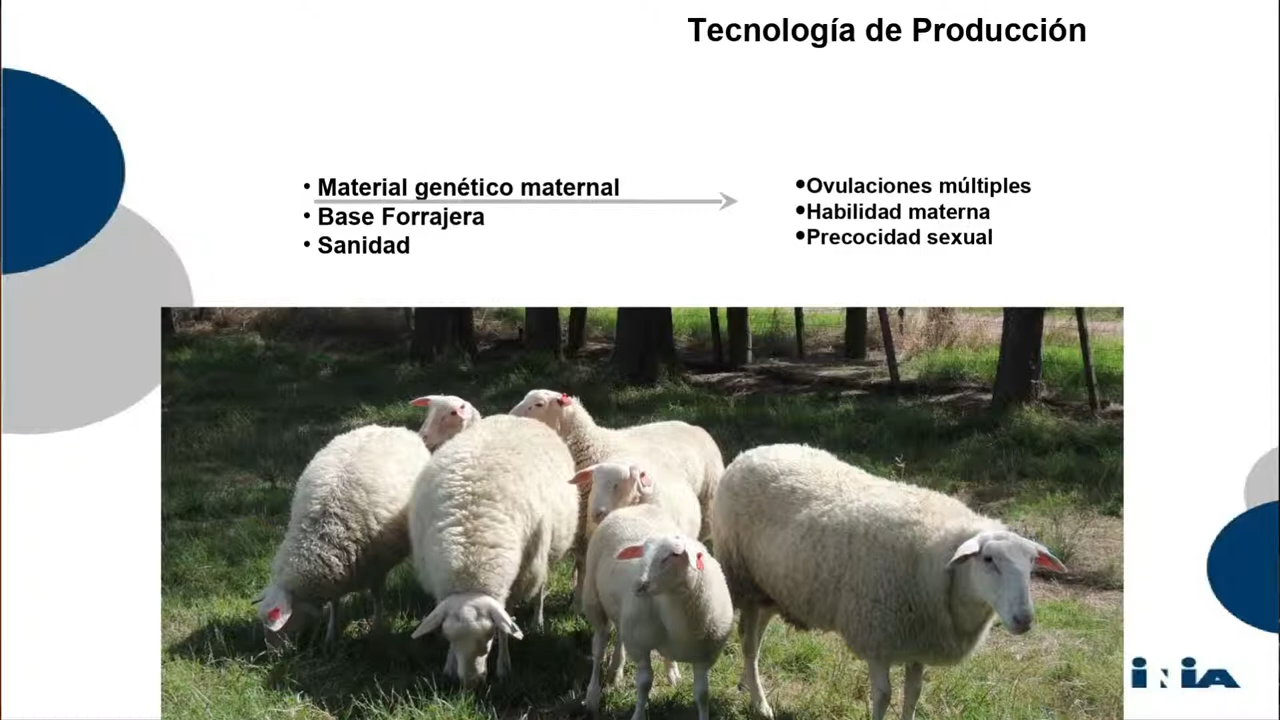 Tecnología de Producción
• Material genético maternal
• Base Forrajera
• Sanidad
•Ovulaciones múltiples
•Habilidad materna
•Precocidad sexual
iNiA